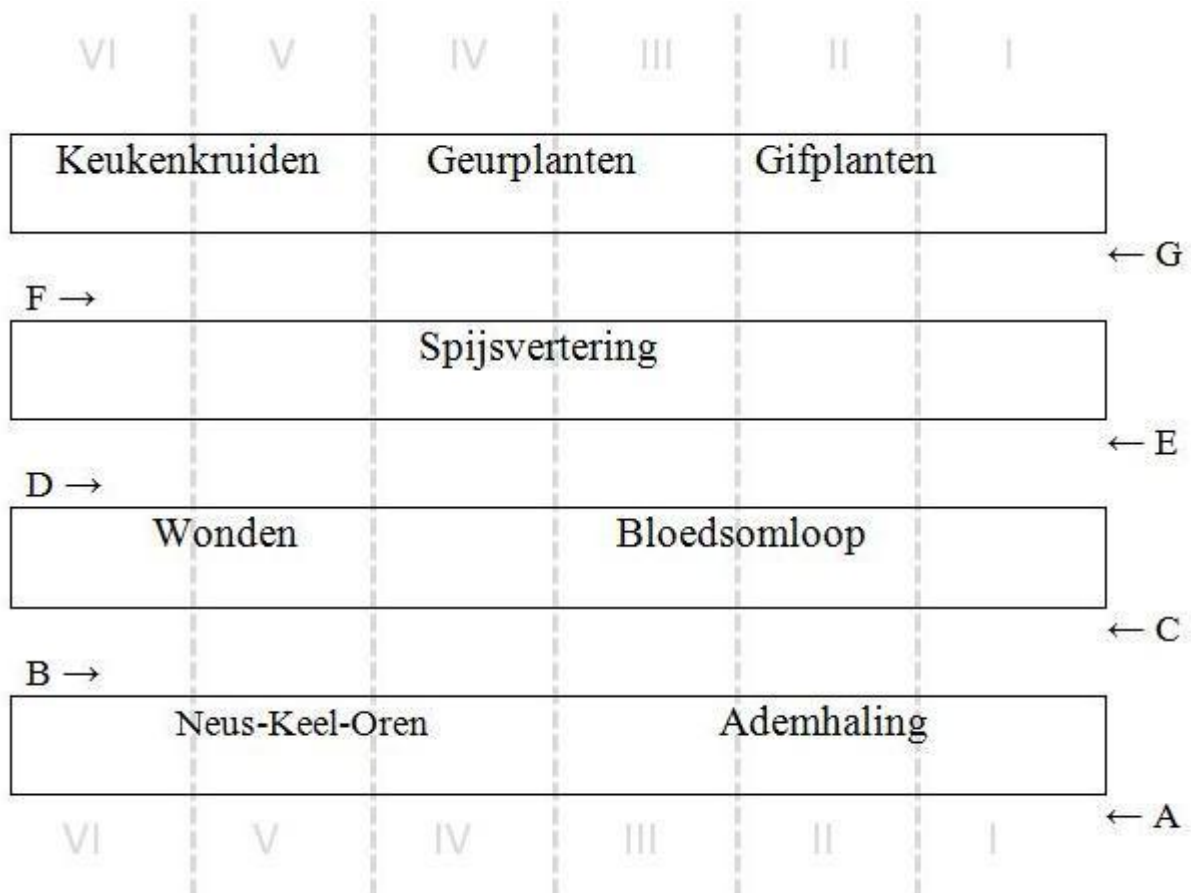 VI V IV III II I
Keukenkruiden Geurplanten Gifplanten
← G
F →
Spijsvertering
← E
D →
Wonden Bloedsomloop
← C
B →
Neus-Keel-Oren Ademhaling
← A
VI V IV III II I